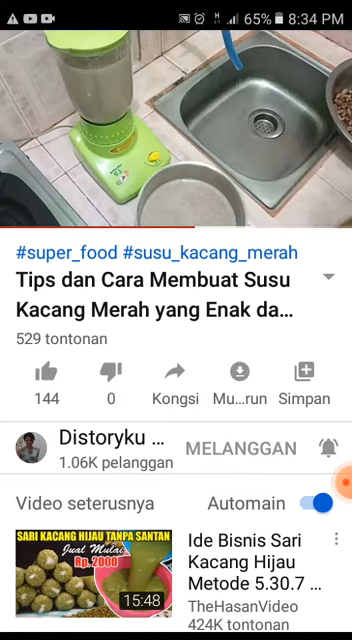 65% 8:34 PM
#super_food #susu_kacang_merah
Tips dan Cara Membuat Susu
Kacang Merah yang Enak da...
529 tontonan
144
0
Kongsi
Mu...run
Simpan
Distoryku ...
1.06K pelanggan
MELANGGAN
Video seterusnya
Automain
SARI KACANG HIJAU TANPA SANTAN
Jual Mulai
Rp. 2000
15:48
Ide Bisnis Sari
Kacang Hijau
Metode 5.30.7 ...
TheHasanVideo
424K tontonan